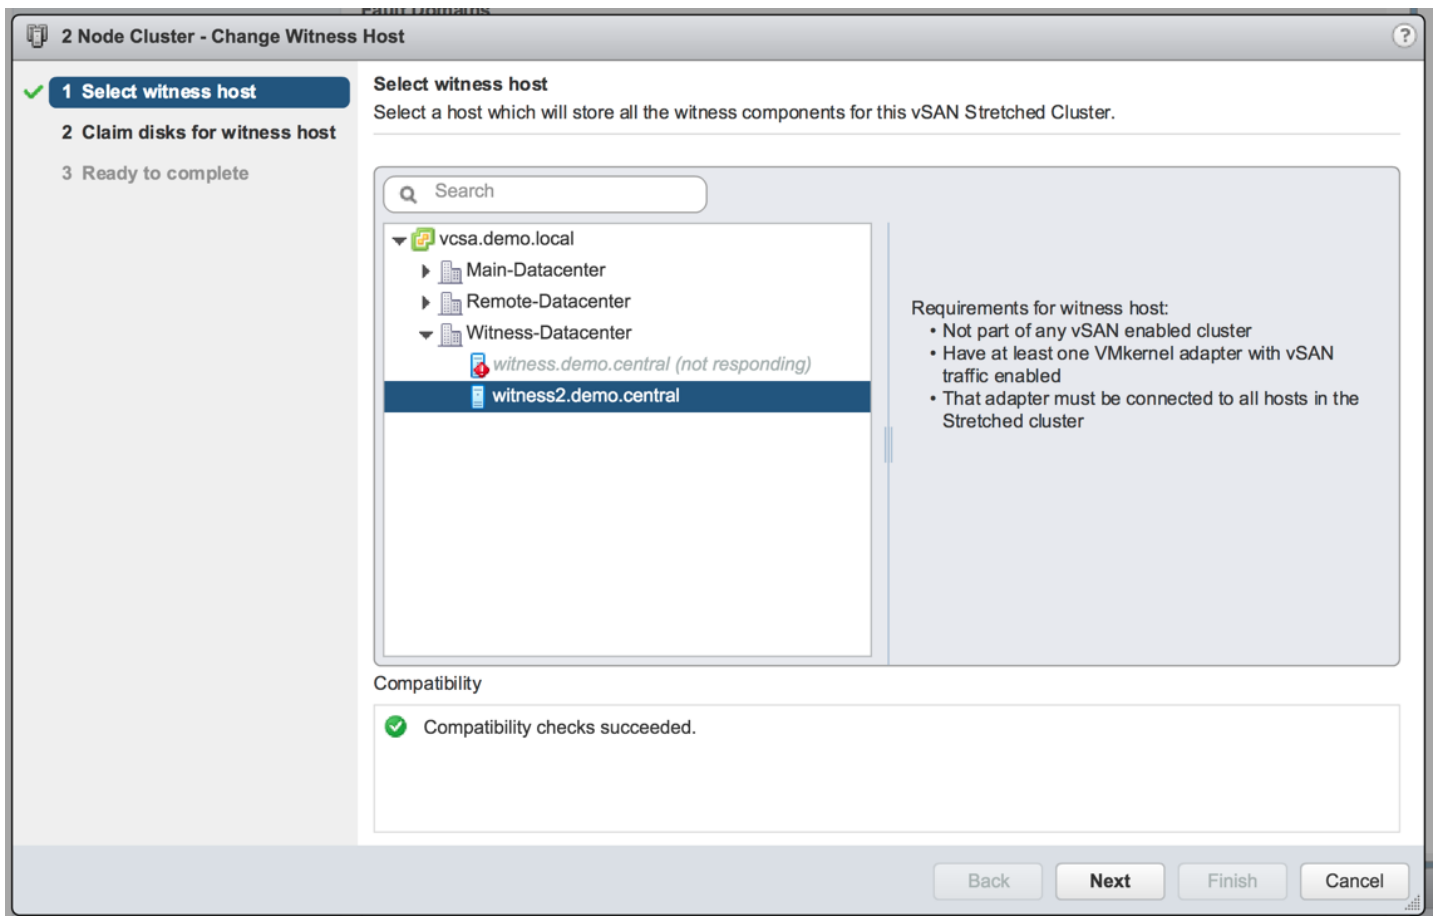 Fault Domains
2 Node Cluster - Change Witness Host
?
1 Select witness host
2 Claim disks for witness host
3 Ready to complete
Select witness host
Select a host which will store all the witness components for this vSAN Stretched Cluster.
Search
vcsa.demo.local
Main-Datacenter
Remote-Datacenter
Witness-Datacenter
witness.demo.central (not responding)
witness2.demo.central
Requirements for witness host:
• Not part of any vSAN enabled cluster
• Have at least one VMkernel adapter with vSAN
traffic enabled
• That adapter must be connected to all hosts in the
Stretched cluster
Compatibility
Compatibility checks succeeded.
Back
Next
Finish
Cancel